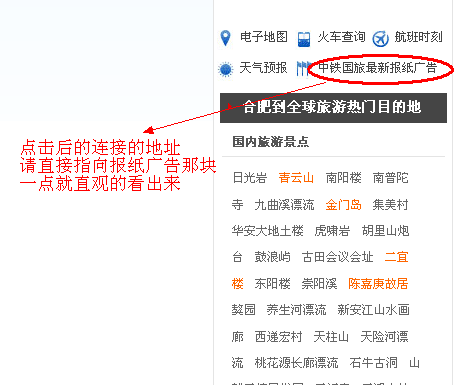 电子地图 火车查询 航班时刻
天气预报 中铁国旅最新报纸广告
合肥到全球旅游热门目的地
点击后的连接的地址
请直接指向报纸广告那块
一点就直观的看出来
国内旅游景点
日光岩 青云山 南阳楼 南普陀
寺 九曲溪漂流 金门岛 集美村
华安大地土楼 虎啸岩 胡里山炮
台 鼓浪屿 古田会议会址 二宜
楼 东阳楼 崇阳溪 陈嘉庚故居
鹫园 养生河漂流 新安江山水画
廊 西递宏村 天柱山 天险河漂
流 桃花源长廊漂流 石牛古洞 山